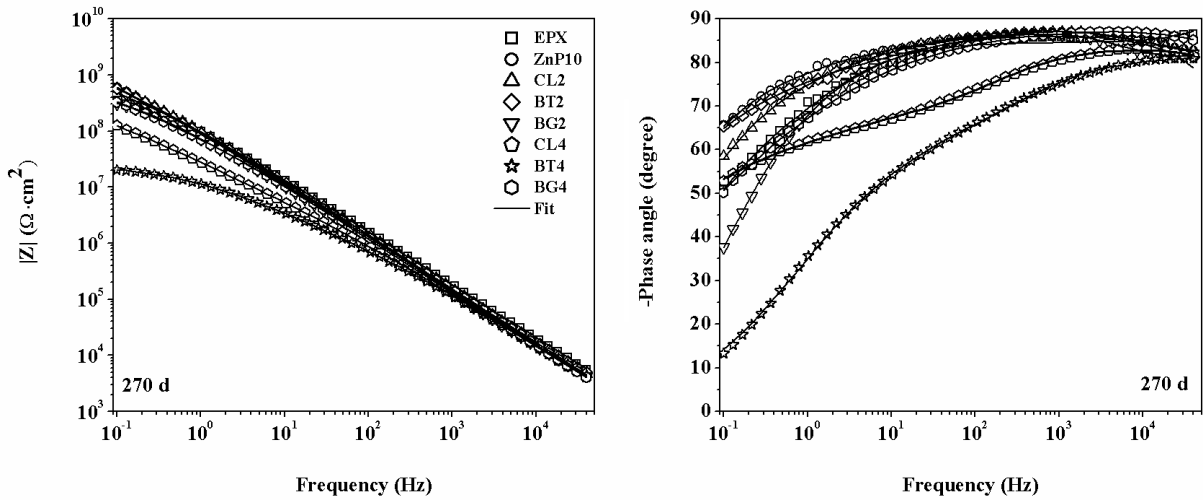 10^10
10^9
10^8
10^7
10^6
10^5
10^4
10^3
|Z| (Ω·cm^2)
EPX
ZnP10
CL2
BT2
BG2
CL4
BT4
BG4
Fit
270 d
10^-1 10^0 10^1 10^2 10^3 10^4
Frequency (Hz)
90
80
70
60
50
40
30
20
10
0
-Phase angle (degree)
270 d
10^-1 10^0 10^1 10^2 10^3 10^4
Frequency (Hz)